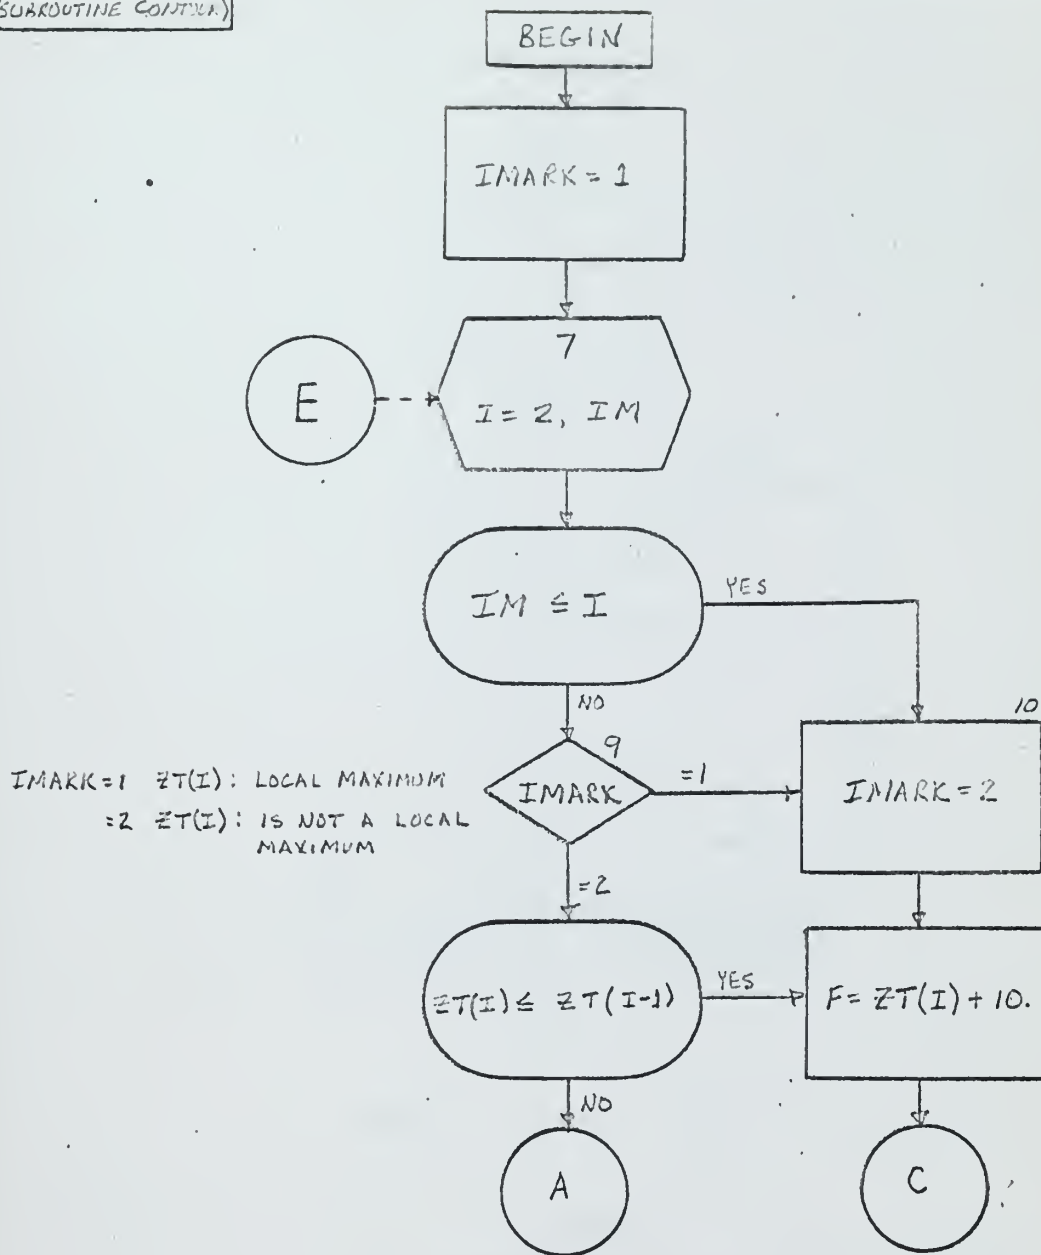 SUBROUTINE
BEGIN
IMARK = 1
7
I = 2, IM
E
IM ≤ I
YES
NO
10
9
IMARK
=1
IMARK = 2
IMARK = 1 ZT(I): LOCAL MAXIMUM
= 2 ZT(I): IS NOT A LOCAL
MAXIMUM
=2
ZT(I) ≤ ZT(I-1)
YES
F = ZT(I) + 10.
NO
A
C